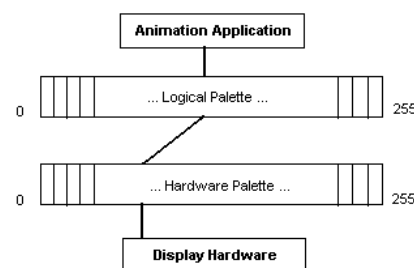 Animation Application
... Logical Palette ...
0
255
... Hardware Palette ...
0
255
Display Hardware